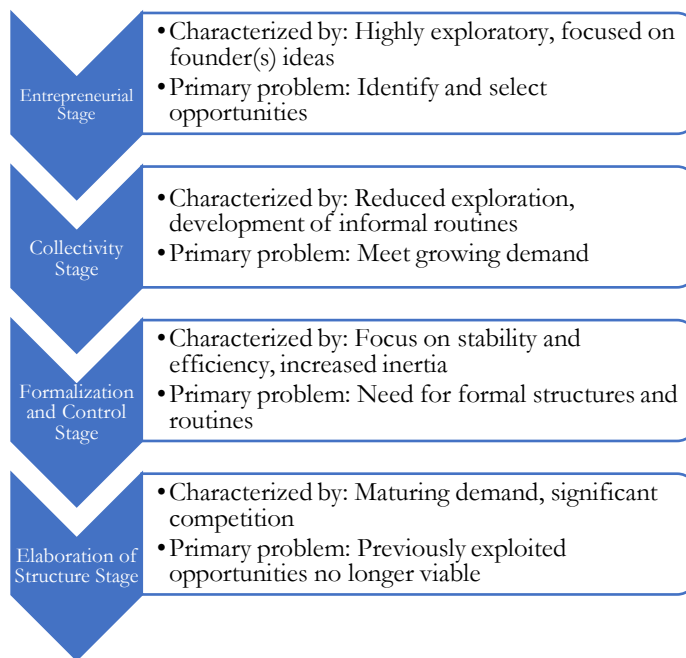 Entrepreneurial
Stage
•Characterized by: Highly exploratory, focused on
founder(s) ideas
•Primary problem: Identify and select
opportunities
Collectivity
Stage
•Characterized by: Reduced exploration,
development of informal routines
•Primary problem: Meet growing demand
Formalization
and Control
Stage
•Characterized by: Focus on stability and
efficiency, increased inertia
•Primary problem: Need for formal structures and
routines
Elaboration of
Structure Stage
•Characterized by: Maturing demand, significant
competition
•Primary problem: Previously exploited
opportunities no longer viable